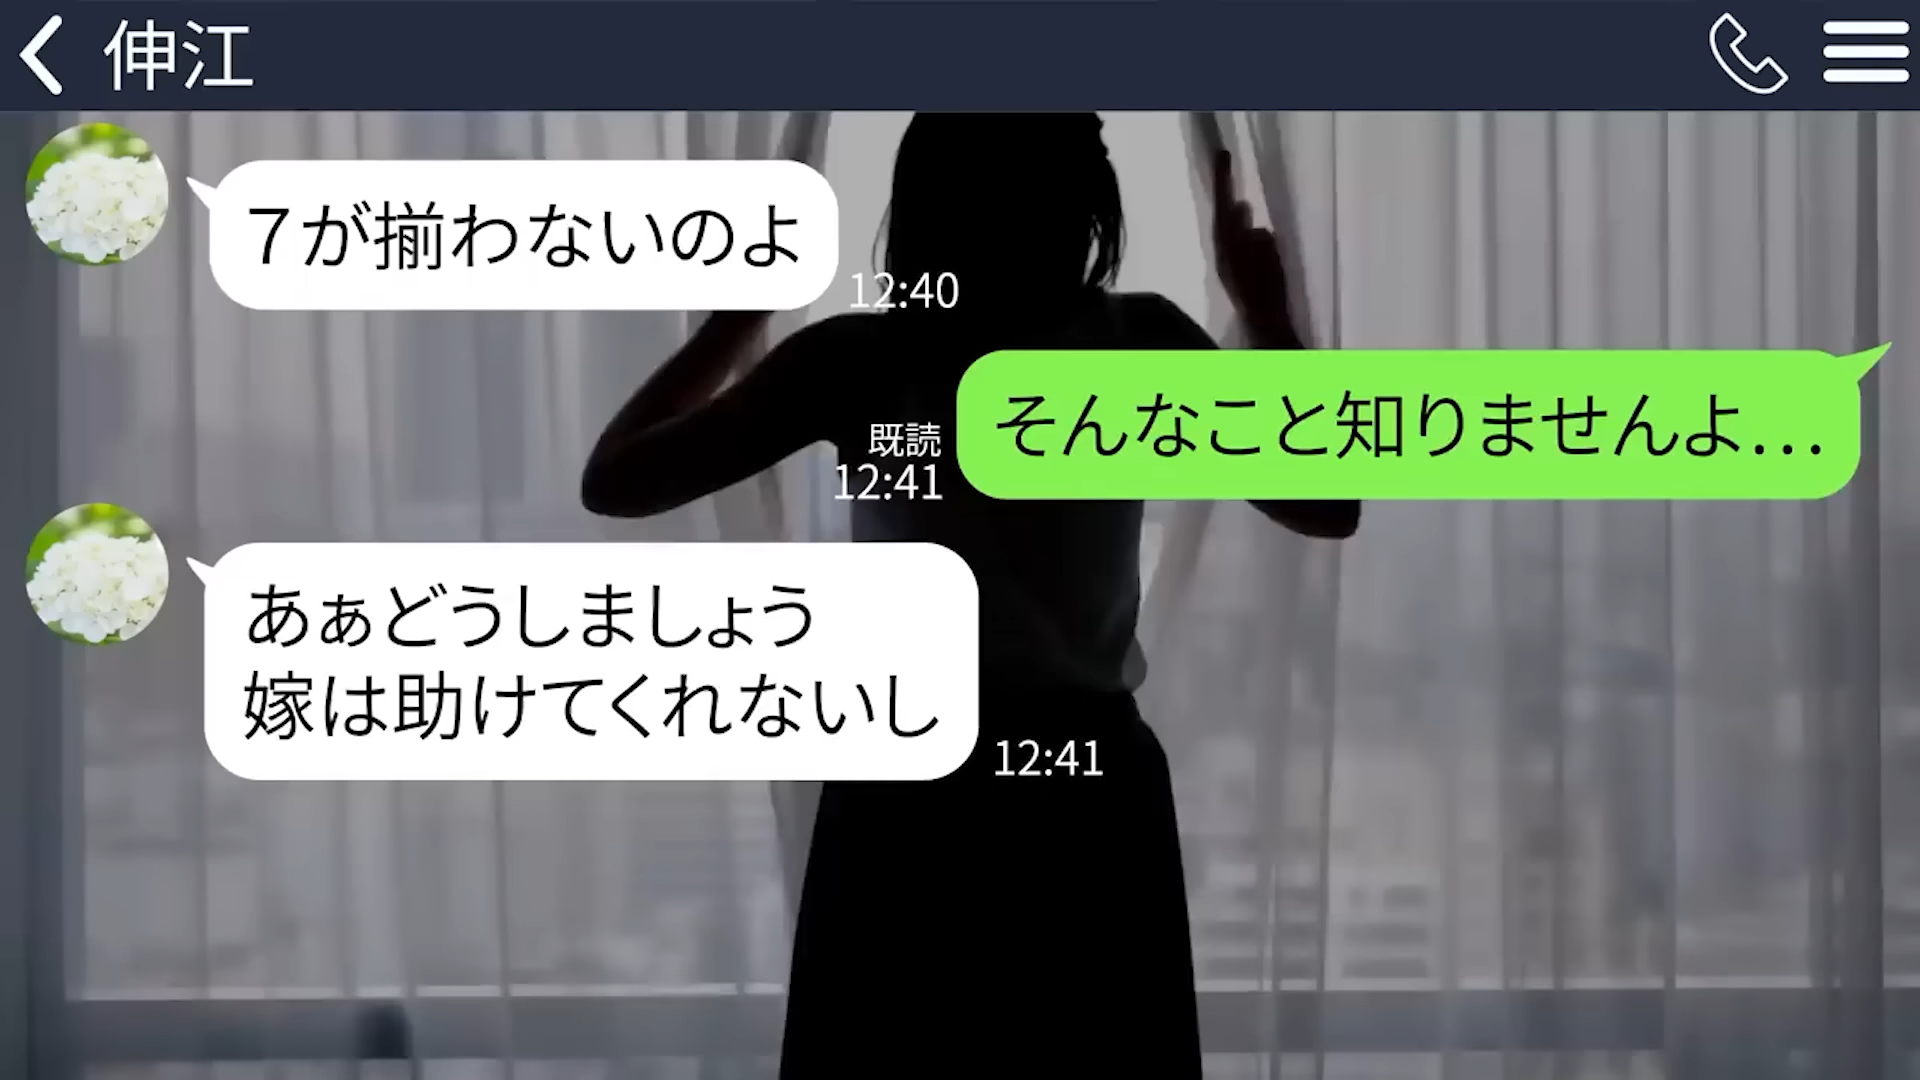 伸江
7が揃わないのよ
12:40
そんなこと知りませんよ...
既読
12:41
あぁどうしましょう
嫁は助けてくれないし
12:41